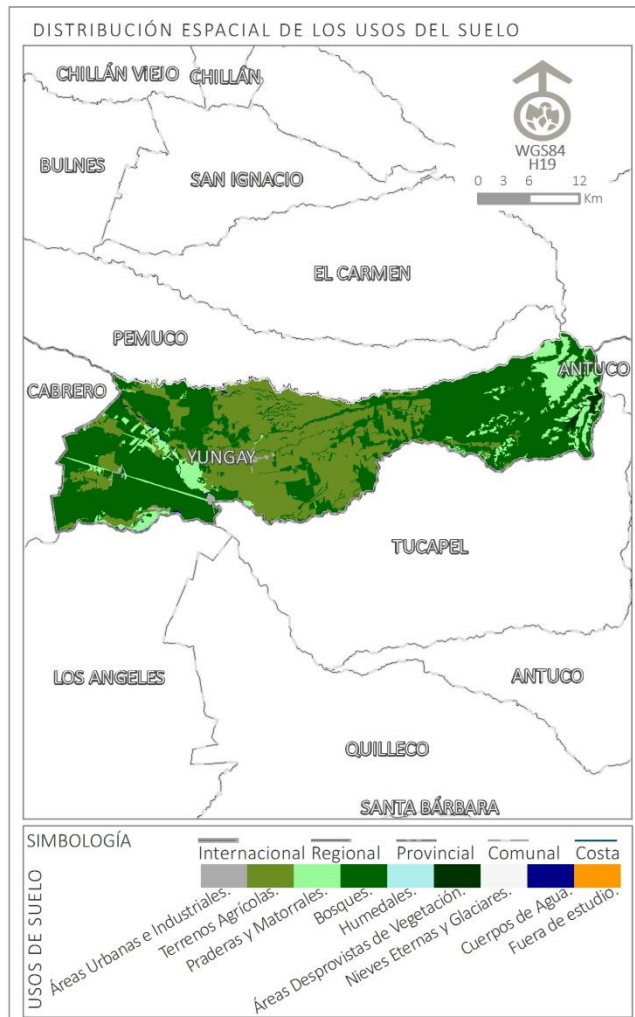 DISTRIBUCIÓN ESPACIAL DE LOS USOS DEL SUELO
CHILLÁN VIEJO
CHILLÁN
WGS84
H19
BULNES
SAN IGNACIO
0 3 6 12
Km
EL CARMEN
PEMUCO
ANTUCO
CABRERO
YUNGAY
TUCAPEL
LOS ANGELES
ANTUCO
QUILLECO
SANTA BÁRBARA
SIMBOLOGÍA
Internacional Regional Provincial Comunal Costa
USOS DE SUELO
Áreas Urbanas e Industriales.
Terrenos Agrícolas.
Praderas y Matorrales.
Bosques.
Humedales.
Áreas Desprovistas de Vegetación.
Nieves Eternas y Glaciares.
Cuerpos de Agua.
Fuera de estudio.